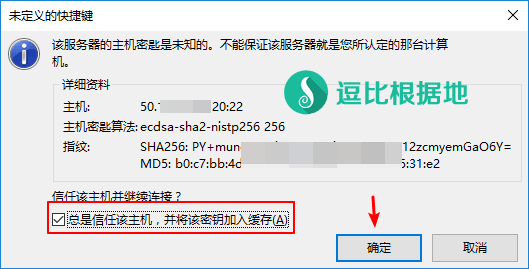 未定义的快捷键
该服务器的主机密匙是未知的。不能保证该服务器就是您所认定的那台计算
机。
逗比根据地
详细资料
主机: 50.1 20:22
主机密匙算法: ecdsa-sha2-nistp256 256
指纹: SHA256: PY+mun 12zcmyemGaO6Y=
MD5: b0:c7:bb:4d 6:31:e2
信任该主机并继续连接？
总是信任该主机，并将该密钥加入缓存(A)
确定
取消